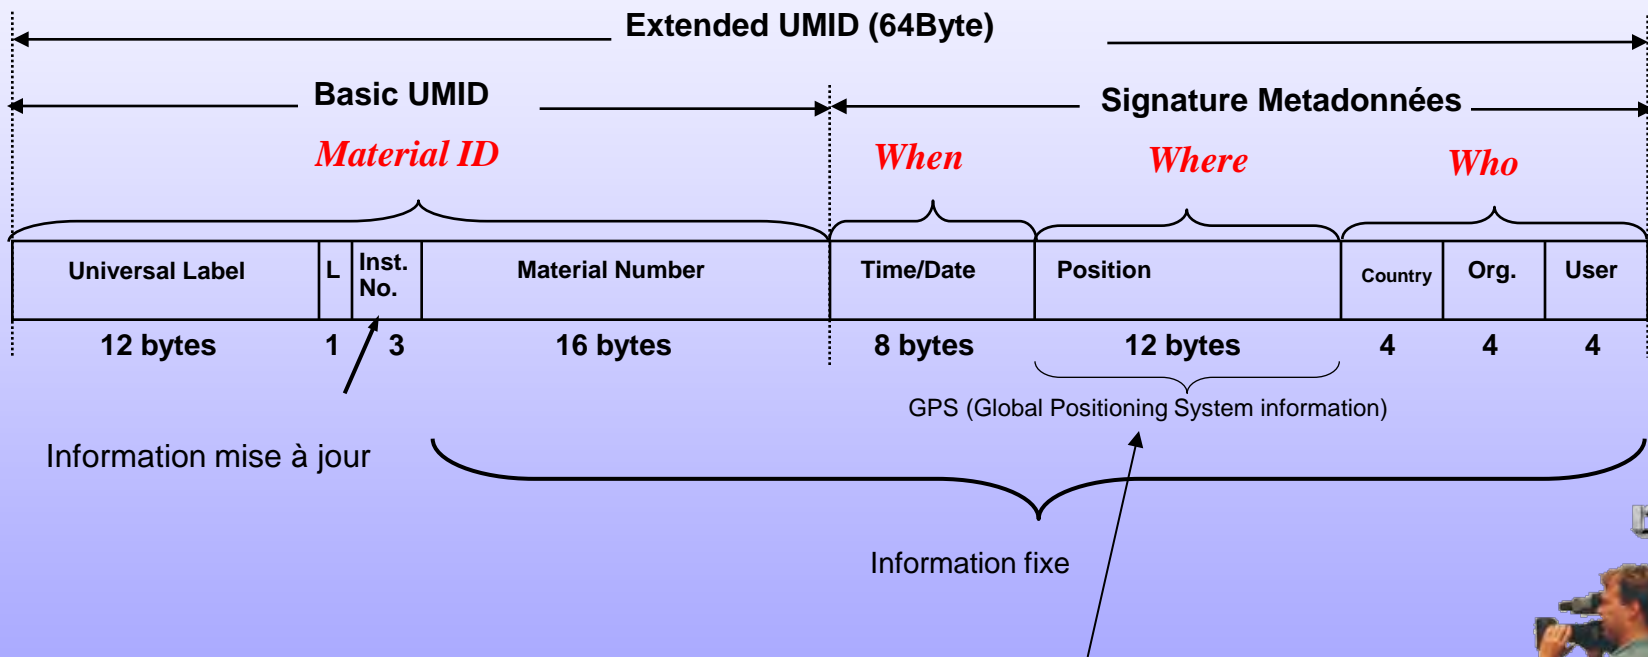 Extended UMID (64Byte)
Basic UMID
Signature Metadonnées
Material ID
When
Where
Who
Universal Label
L
Inst.
No.
Material Number
Time/Date
Position
Country
Org.
User
12 bytes
1
3
16 bytes
8 bytes
12 bytes
4
4
4
GPS (Global Positioning System information)
Information mise à jour
Information fixe